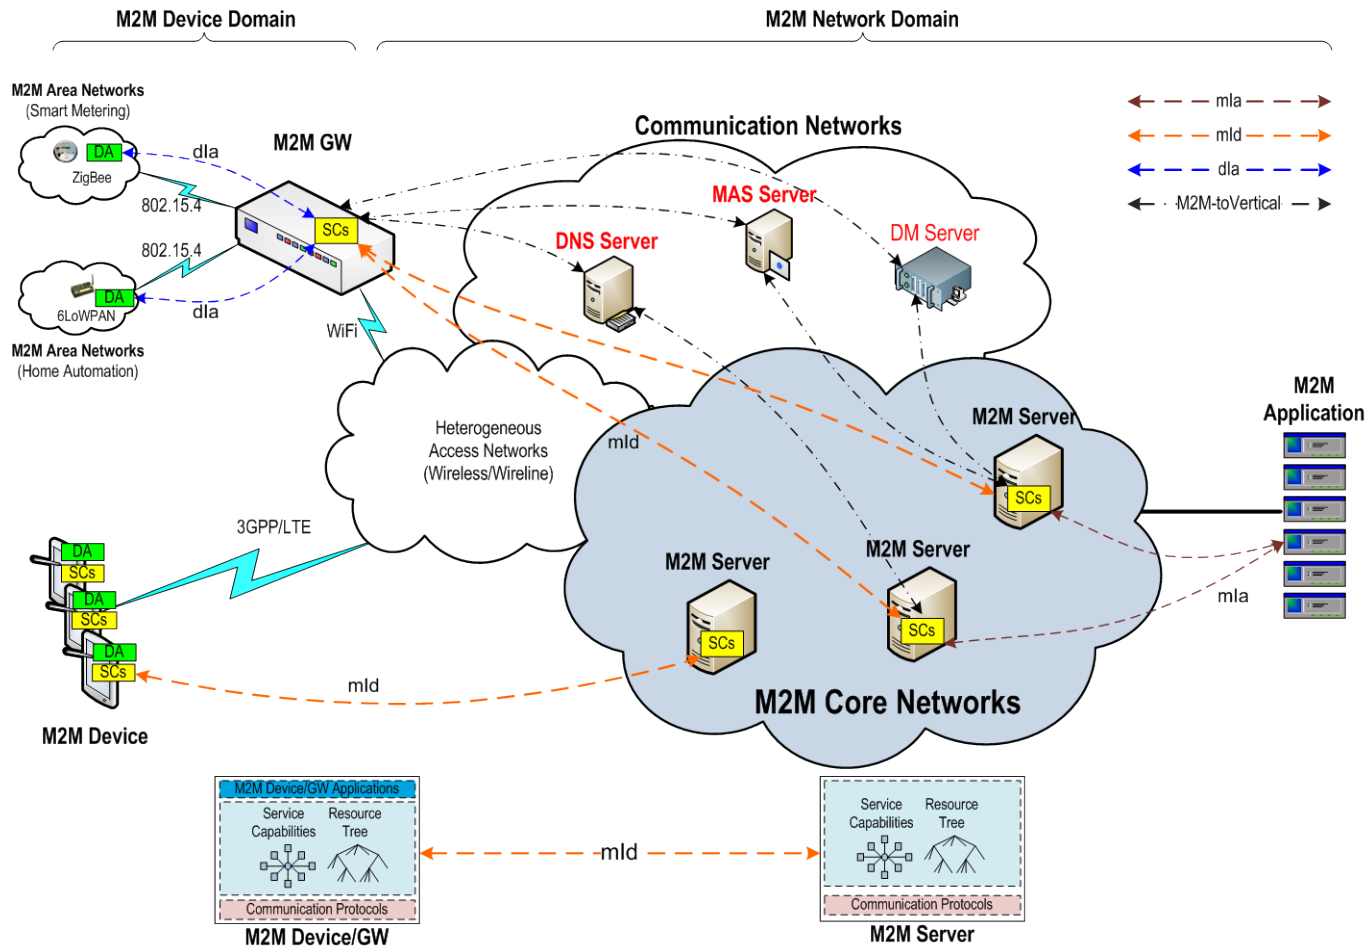 M2M Device Domain
M2M Network Domain
M2M Area Networks
(Smart Metering)
DA
ZigBee
dIa
802.15.4
M2M GW
SCs
802.15.4
DA
6LoWPAN
dIa
M2M Area Networks
(Home Automation)
WiFi
Communication Networks
MAS Server
DNS Server
DM Server
mIa
mId
dIa
M2M-toVertical
Heterogeneous
Access Networks
(Wireless/Wireline)
mId
M2M Server
SCs
M2M
Application
3GPP/LTE
DA
SCs
DA
SCs
DA
SCs
M2M Device
mId
M2M Server
SCs
M2M Server
SCs
mIa
M2M Core Networks
M2M Device/GW Applications
Service
Capabilities
Resource
Tree
Communication Protocols
M2M Device/GW
mId
Service
Capabilities
Resource
Tree
Communication Protocols
M2M Server